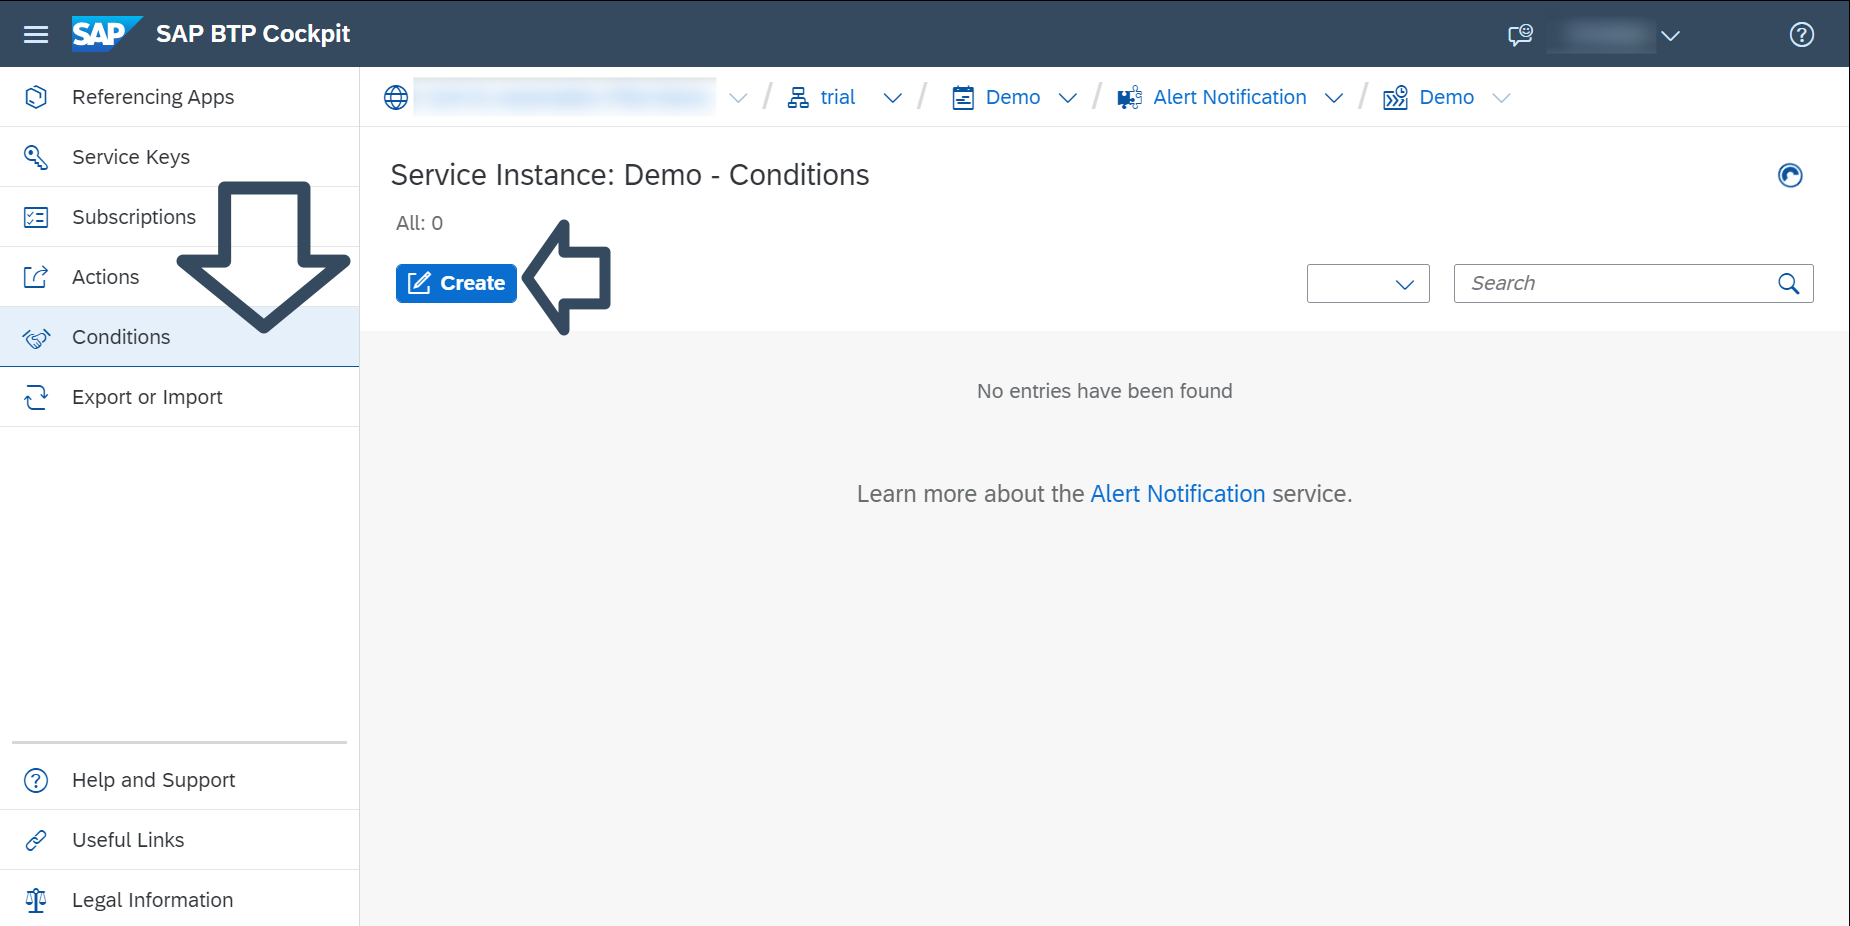 SAP SAP BTP Cockpit
Referencing Apps
Service Keys
Subscriptions
Actions
Conditions
Export or Import
Help and Support
Useful Links
Legal Information
/ trial / Demo / Alert Notification / Demo
Service Instance: Demo - Conditions
All: 0
Create
Search
No entries have been found
Learn more about the Alert Notification service.